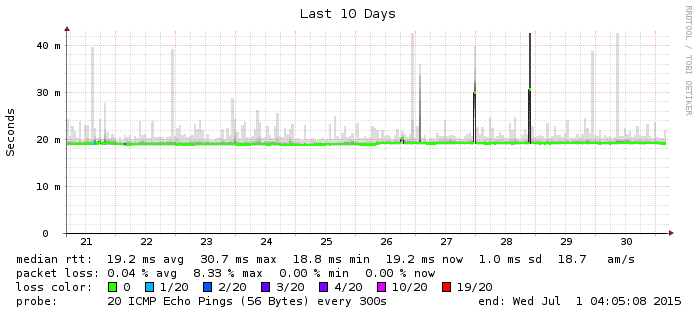 Last 10 Days
RRDTOOL / TOBI OETIKER
Seconds
40 m
30 m
20 m
10 m
0
21 22 23 24 25 26 27 28 29 30
median rtt: 19.2 ms avg 30.7 ms max 18.8 ms min 19.2 ms now 1.0 ms sd 18.7 am/s
packet loss: 0.04 % avg 8.33 % max 0.00 % min 0.00 % now
loss color: 0 1/20 2/20 3/20 4/20 10/20 19/20
probe: 20 ICMP Echo Pings (56 Bytes) every 300s end: Wed Jul 1 04:05:08 2015